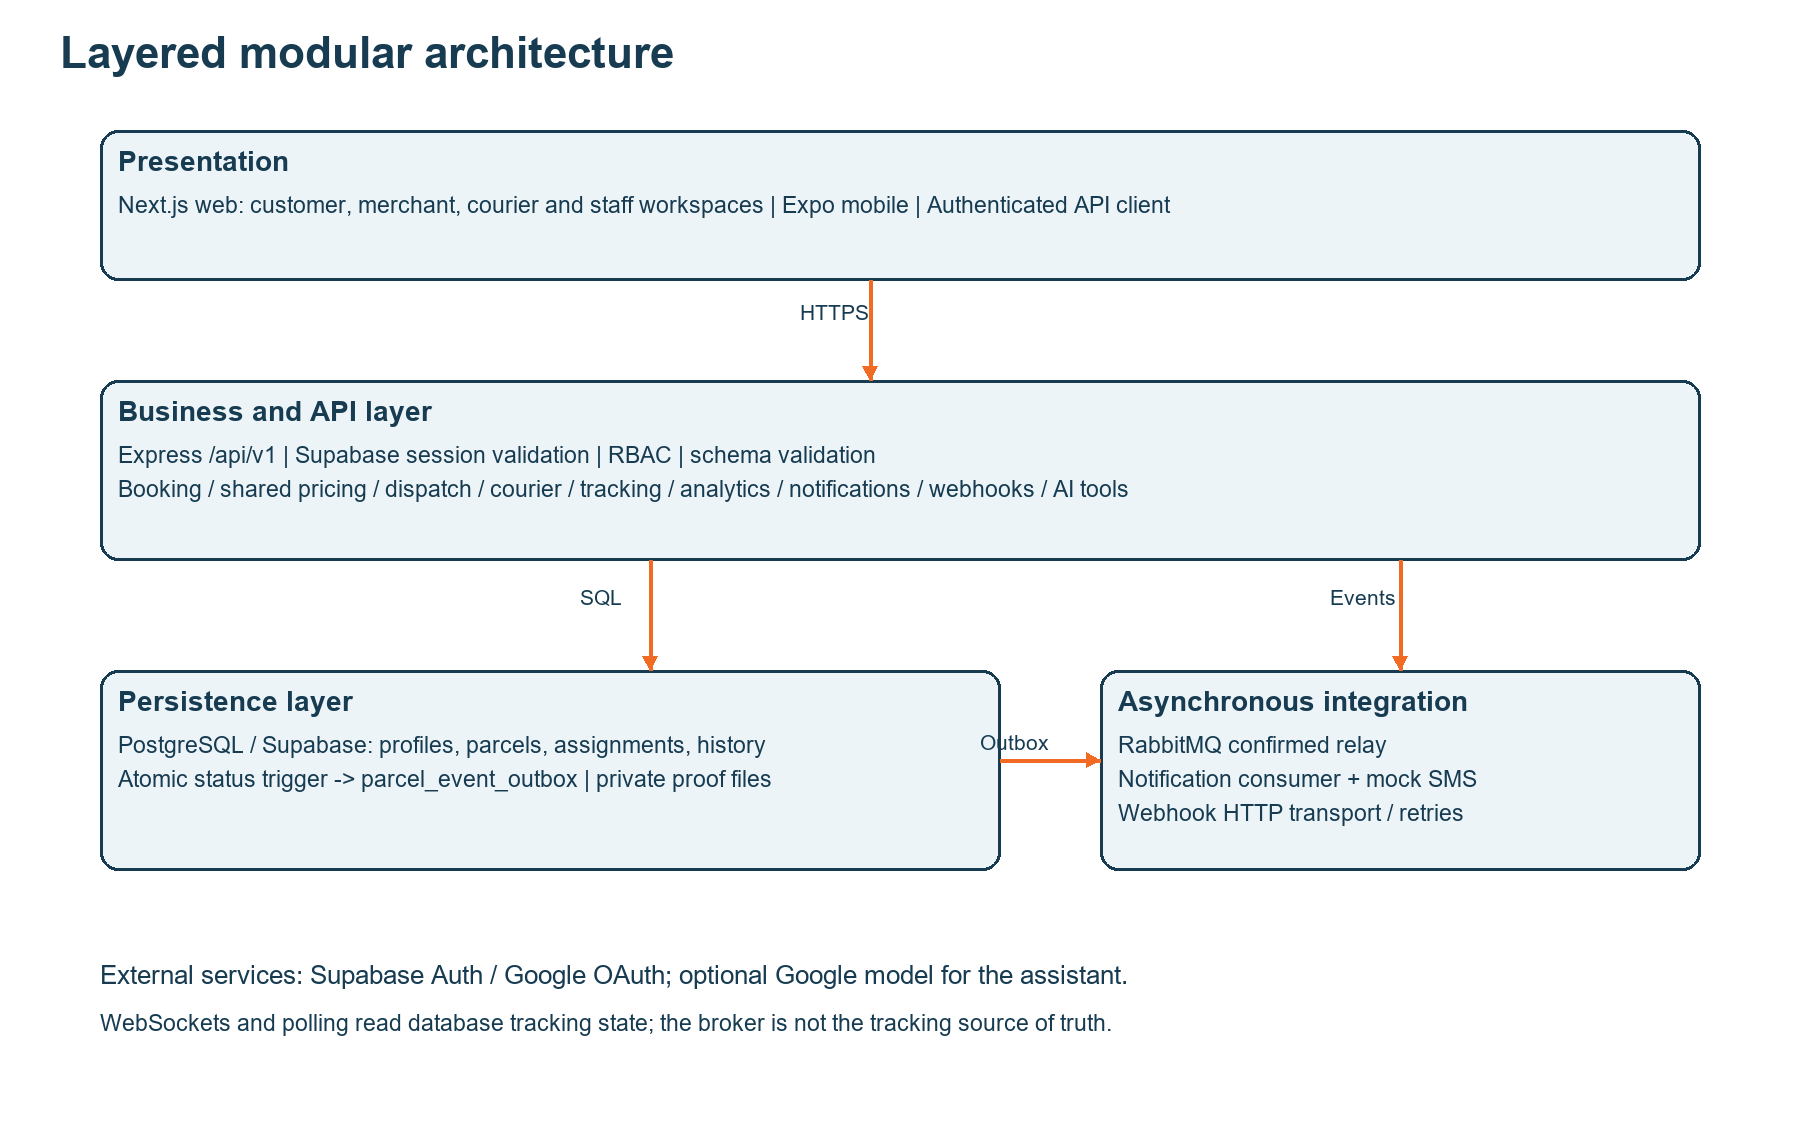 Layered modular architecture
Presentation
Next.js web: customer, merchant, courier and staff workspaces | Expo mobile | Authenticated API client
HTTPS
Business and API layer
Express /api/v1 | Supabase session validation | RBAC | schema validation
Booking / shared pricing / dispatch / courier / tracking / analytics / notifications / webhooks / AI tools
SQL
Events
Persistence layer
PostgreSQL / Supabase: profiles, parcels, assignments, history
Atomic status trigger -> parcel_event_outbox | private proof files
Outbox
Asynchronous integration
RabbitMQ confirmed relay
Notification consumer + mock SMS
Webhook HTTP transport / retries
External services: Supabase Auth / Google OAuth; optional Google model for the assistant.
WebSockets and polling read database tracking state; the broker is not the tracking source of truth.